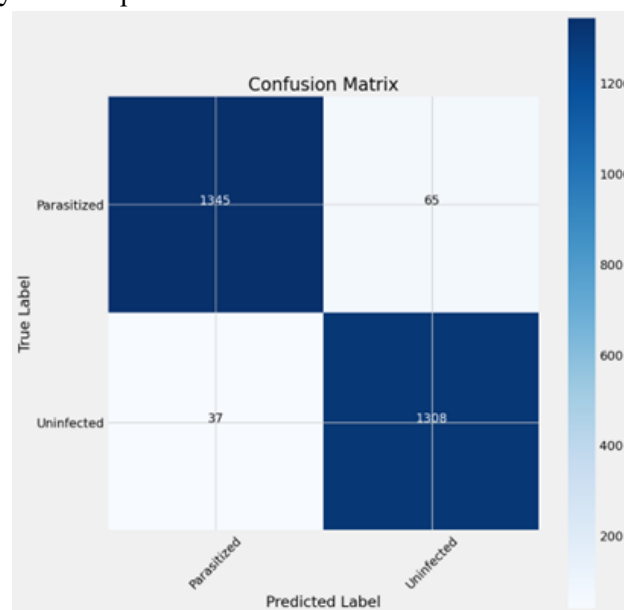 Confusion Matrix
1200
1000
800
600
400
200
Parasitized
1345
65
True Label
Uninfected
37
1308
Parasitized
Uninfected
Predicted Label